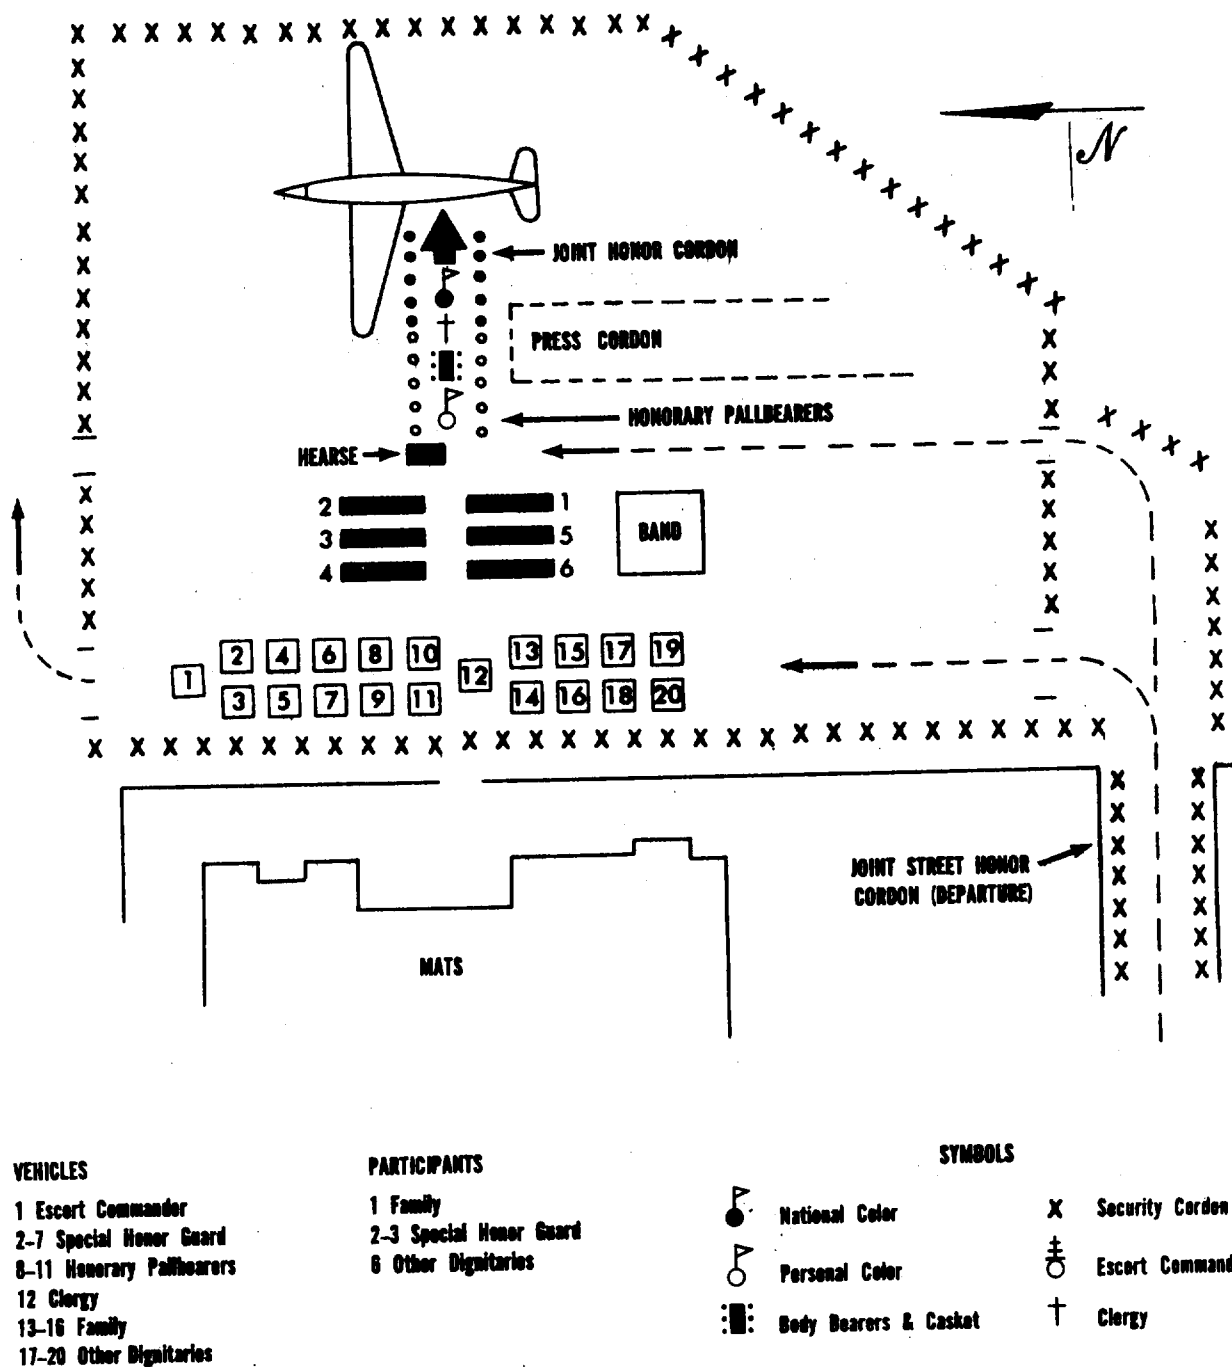 N
JOINT HONOR CORDON
PRESS CORDON
HONORARY PALLBEARERS
HEARSE
2 1
3 5
4 6
BAND
2 4 6 8 10 13 15 17 19
1 12
3 5 7 9 11 14 16 18 20
JOINT STREET HONOR
CORDON (DEPARTURE)
MATS
VEHICLES
1 Escort Commander
2-7 Special Honor Guard
8-11 Honorary Pallbearers
12 Clergy
13-16 Family
17-20 Other Dignitaries
PARTICIPANTS
1 Family
2-3 Special Honor Guard
6 Other Dignitaries
SYMBOLS
National Color
Personal Color
Body Bearers & Casket
X Security Cordon
Escort Command
Clergy